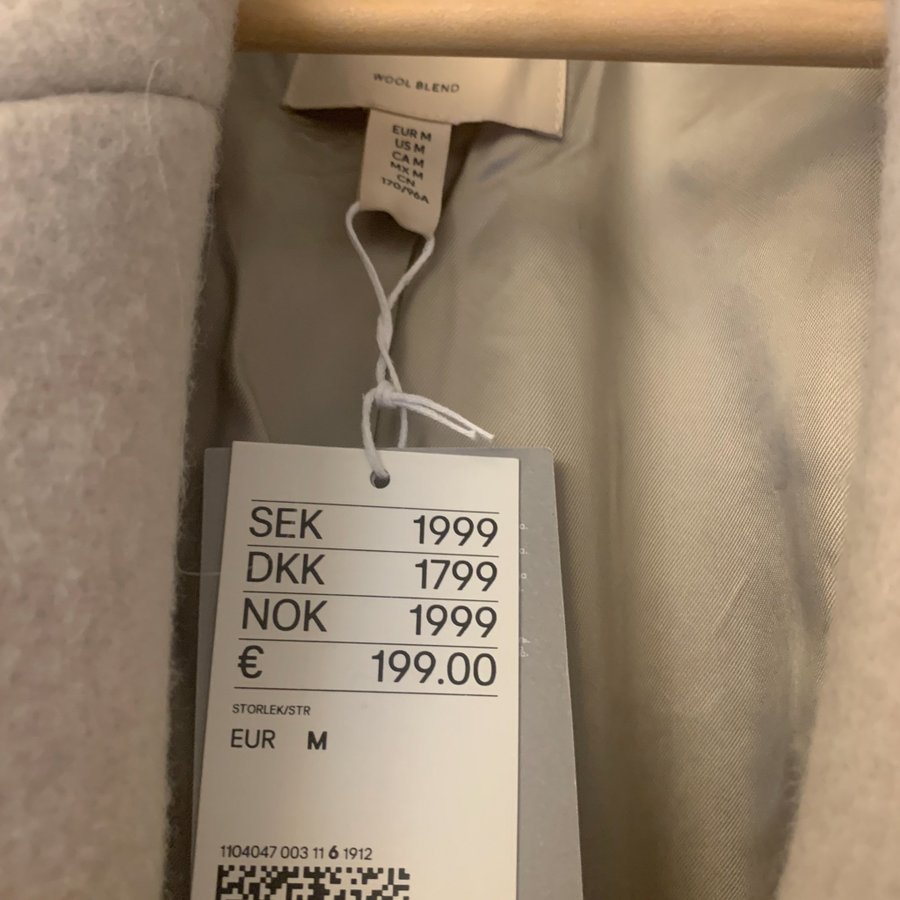 WOOL BLEND
EUR M
US M
CA M
MX M
CN
170/96A
SEK 1999
DKK 1799
NOK 1999
€ 199.00
STORLEK/STR
EUR M
1104047 003 11 6 1912